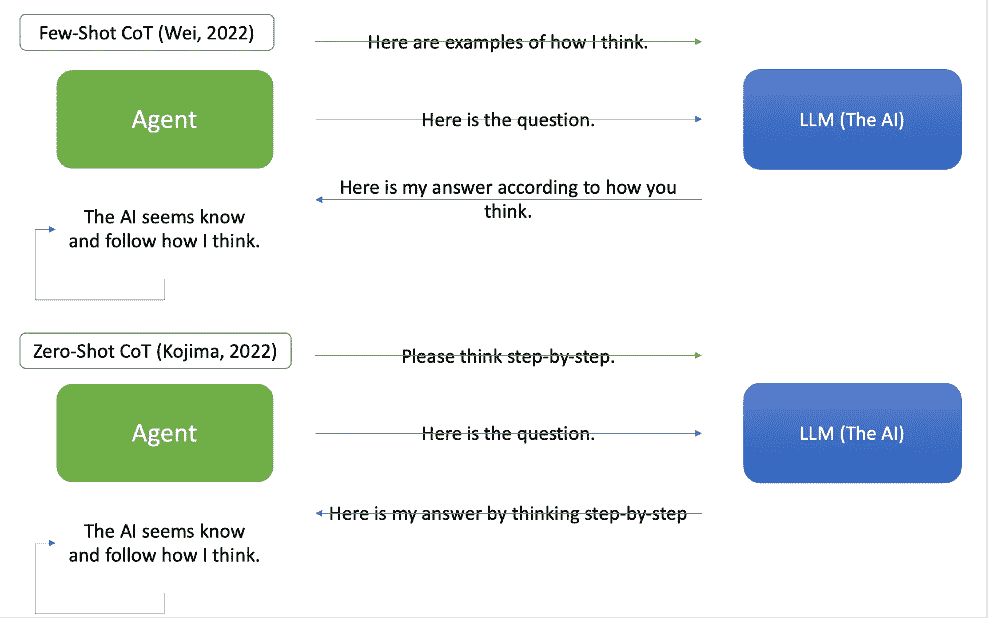 Few-Shot CoT (Wei, 2022)
Here are examples of how I think.
Agent
Here is the question.
LLM (The AI)
Here is my answer according to how you
think.
The AI seems know
and follow how I think.
Zero-Shot CoT (Kojima, 2022)
Please think step-by-step.
Agent
Here is the question.
LLM (The AI)
Here is my answer by thinking step-by-step
The AI seems know
and follow how I think.